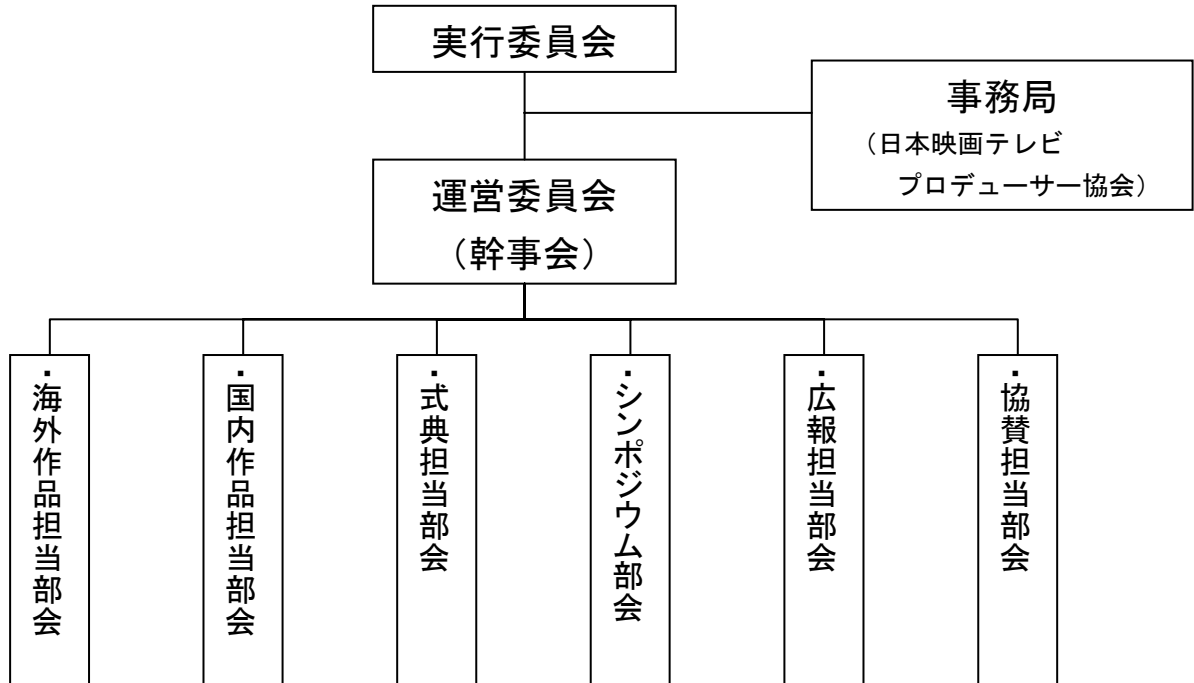 実行委員会
事務局
（日本映画テレビ
プロデューサー協会）
運営委員会
（幹事会）
・海外作品担当部会
・国内作品担当部会
・式典担当部会
・シンポジウム部会
・広報担当部会
・協賛担当部会